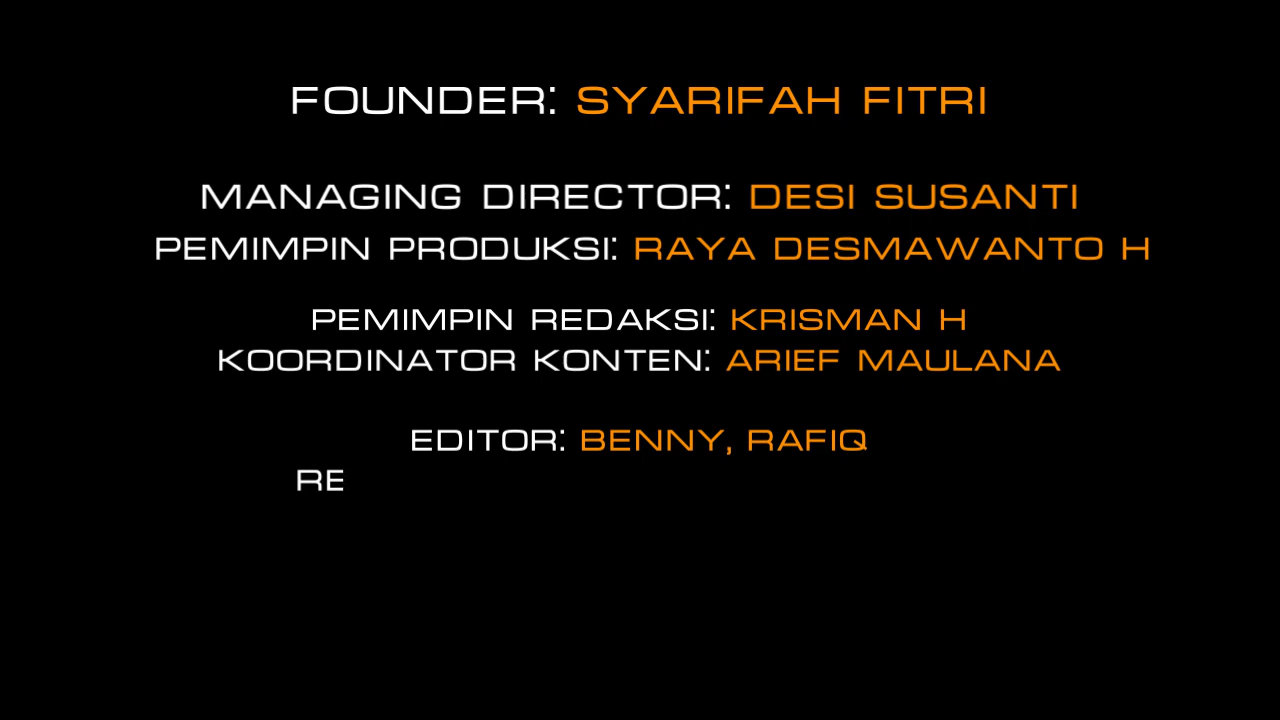 FOUNDER: SYARIFAH FITRI
MANAGING DIRECTOR: DESI SUSANTI
PEMIMPIN PRODUKSI: RAYA DESMAWANTO H
PEMIMPIN REDAKSI: KRISMAN H
KOORDINATOR KONTEN: ARIEF MAULANA
EDITOR: BENNY, RAFIQ
RE